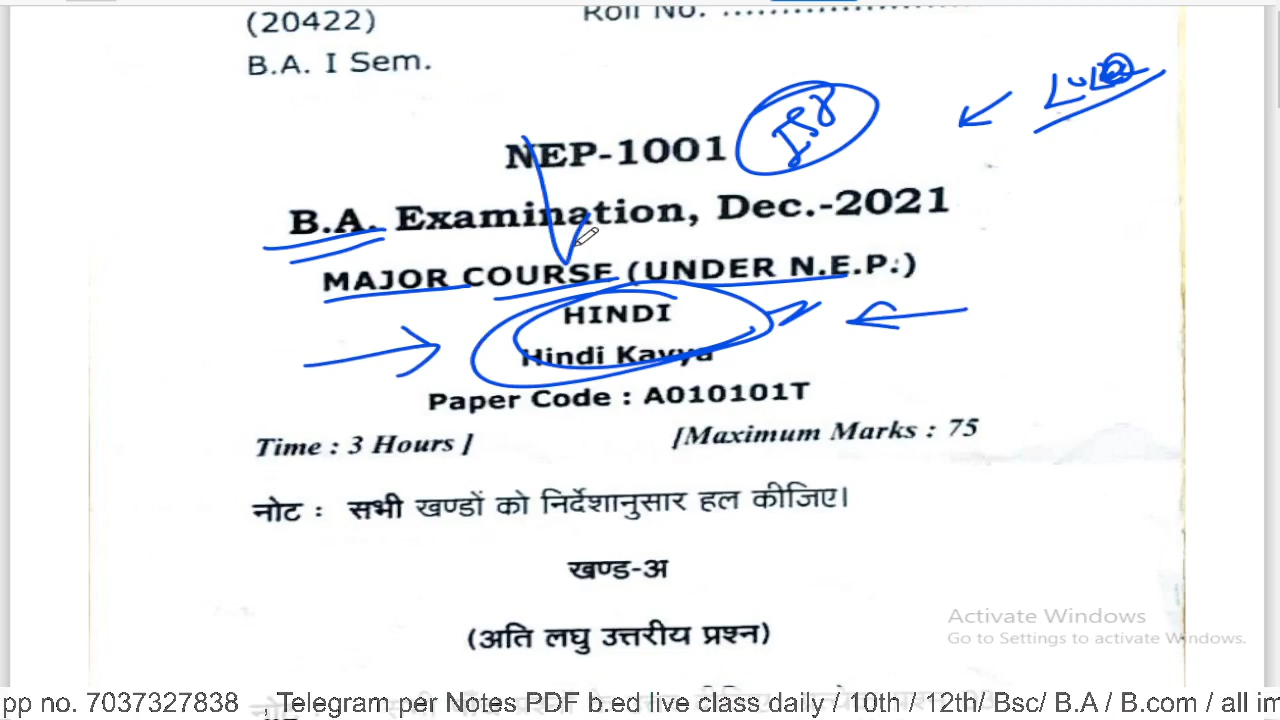 (20422)
Roll No. ........................
B.A. I Sem.
NEP-1001
B.A. Examination, Dec.-2021
MAJOR COURSE (UNDER N.E.P.)
HINDI
Hindi Kavya
Paper Code : A010101T
Time : 3 Hours ]
[Maximum Marks : 75
नोट : सभी खण्डों को निर्देशानुसार हल कीजिए।
खण्ड-अ
(अति लघु उत्तरीय प्रश्न)
Activate Windows
Go to Settings to activate Windows.
pp no. 7037327838 , Telegram per Notes PDF b.ed live class daily / 10th / 12th/ Bsc/ B.A / B.com / all in